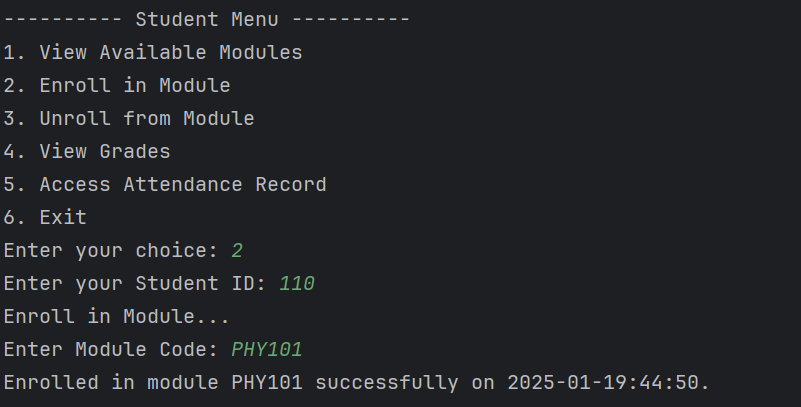 ---------- Student Menu ----------
1. View Available Modules
2. Enroll in Module
3. Unroll from Module
4. View Grades
5. Access Attendance Record
6. Exit
Enter your choice: 2
Enter your Student ID: 110
Enroll in Module...
Enter Module Code: PHY101
Enrolled in module PHY101 successfully on 2025-01-19:44:50.